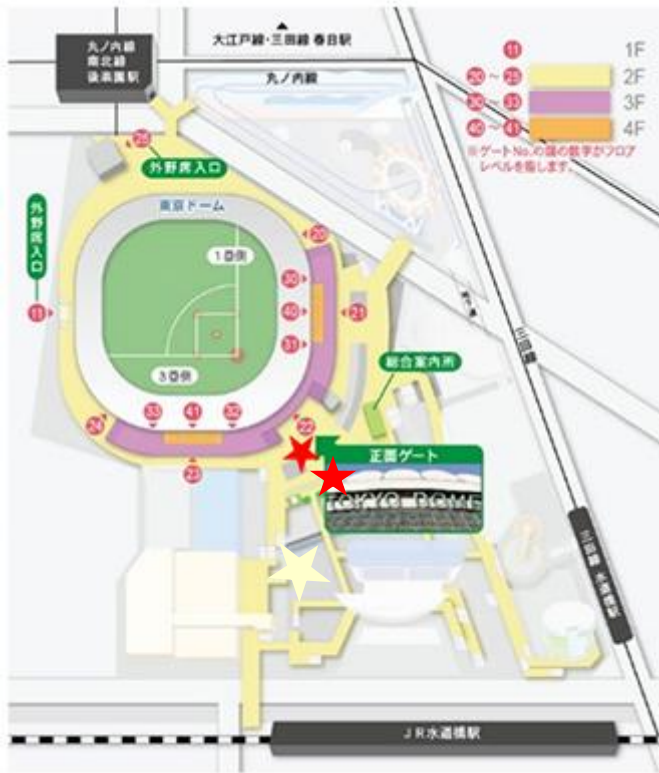 丸ノ内線
南北線
後楽園駅
大江戸線・三田線 春日駅
丸ノ内線
11 1F
20 〜 25 2F
30 〜 33 3F
40 〜 41 4F
※ゲートNo.の頭の数字がフロア
レベルを指します。
25
外野席入口
外野席入口
東京ドーム
20
1塁側
30
11
40
21
31
三田線
総合案内所
3塁側
33
41
32
24
22
23
正面ゲート
TOKYO DOME
三田線 水道橋駅
JR水道橋駅